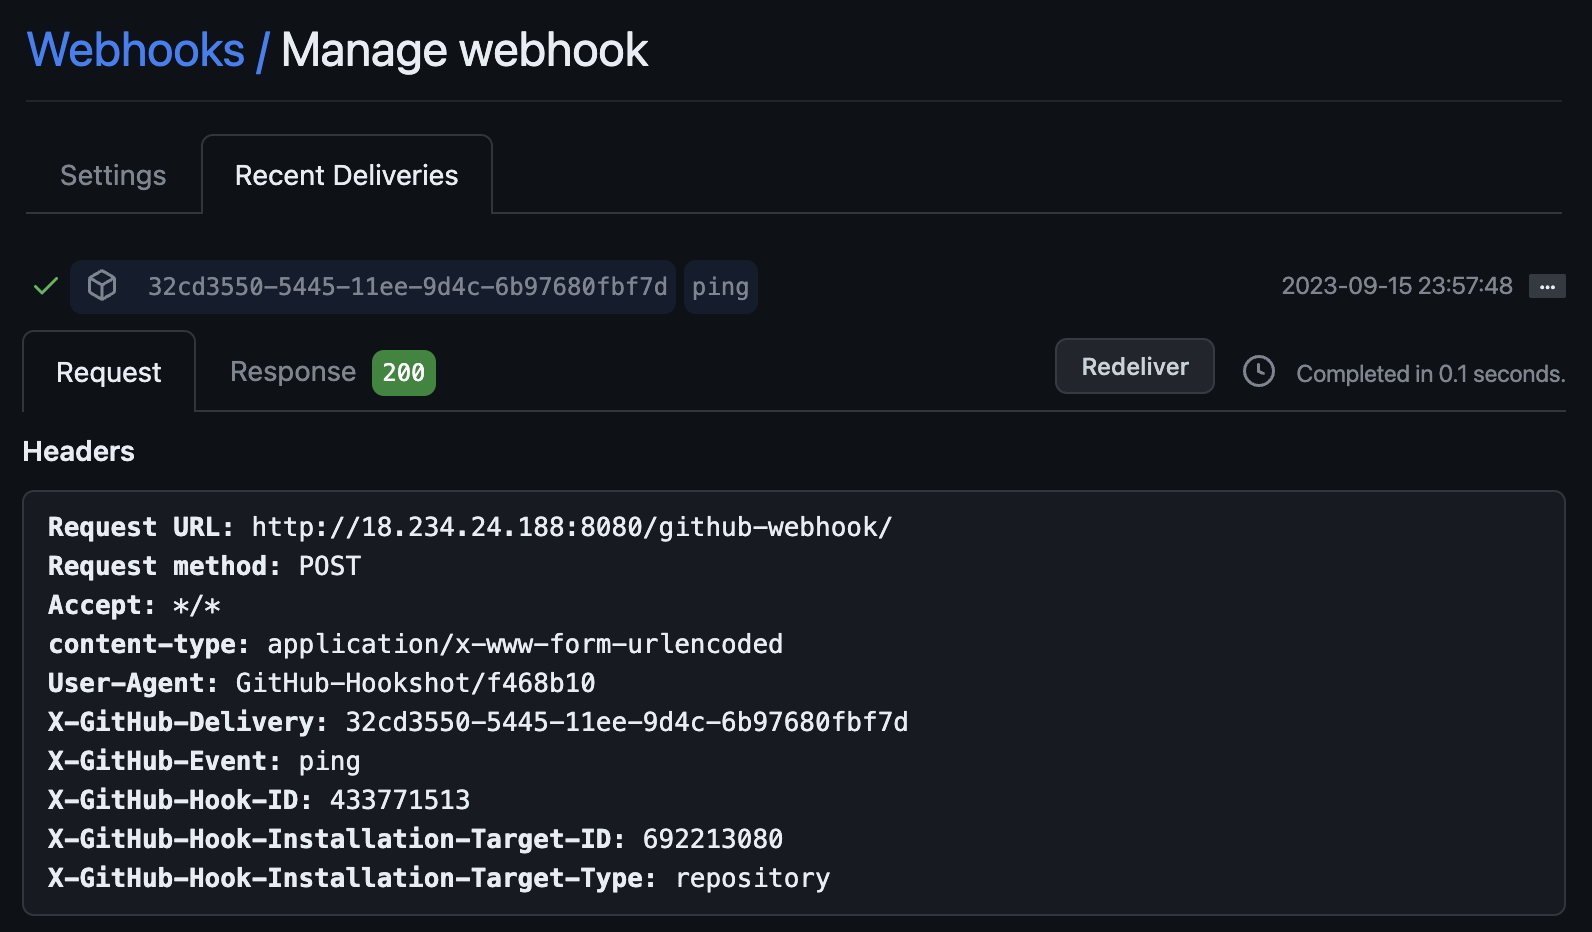 Webhooks / Manage webhook
Settings
Recent Deliveries
32cd3550-5445-11ee-9d4c-6b97680fbf7d ping 2023-09-15 23:57:48 ...
Request
Response 200
Redeliver
Completed in 0.1 seconds.
Headers
Request URL: http://18.234.24.188:8080/github-webhook/
Request method: POST
Accept: */*
content-type: application/x-www-form-urlencoded
User-Agent: GitHub-Hookshot/f468b10
X-GitHub-Delivery: 32cd3550-5445-11ee-9d4c-6b97680fbf7d
X-GitHub-Event: ping
X-GitHub-Hook-ID: 433771513
X-GitHub-Hook-Installation-Target-ID: 692213080
X-GitHub-Hook-Installation-Target-Type: repository